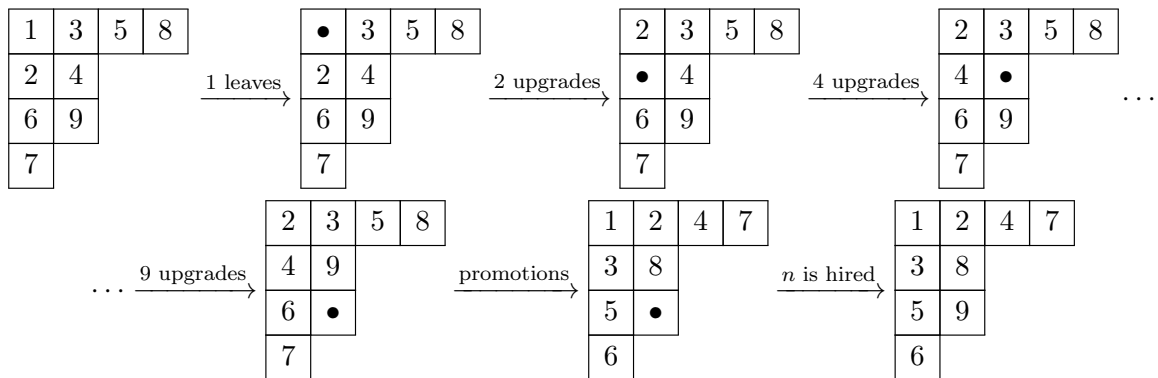 1 3 5 8 • 3 5 8 2 3 5 8 2 3 5 8
2 4 1 leaves 2 4 2 upgrades • 4 4 upgrades 4 • ...
6 9 6 9 6 9 6 9
7 7 7 7
2 3 5 8 1 2 4 7 1 2 4 7
... 9 upgrades 4 9 promotions 3 8 n is hired 3 8
6 • 5 • 5 9
7 6 6